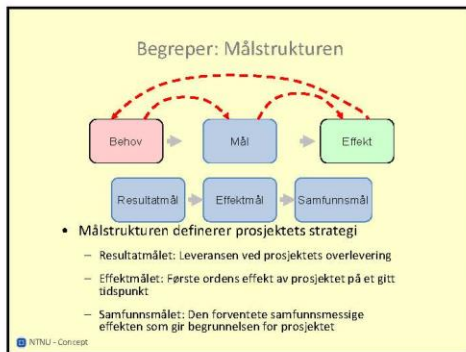 Begreper: Målstrukturen
Behov
Mål
Effekt
Resultatmål
Effektmål
Samfunnsmål
• Målstrukturen definerer prosjektets strategi
– Resultatmålet: Leveransen ved prosjektets overlevering
– Effektmålet: Første ordens effekt av prosjektet på et gitt
tidspunkt
– Samfunnsmålet: Den forventete samfunnsmessige
effekten som gir begrunnelsen for prosjektet
NTNU - Concept